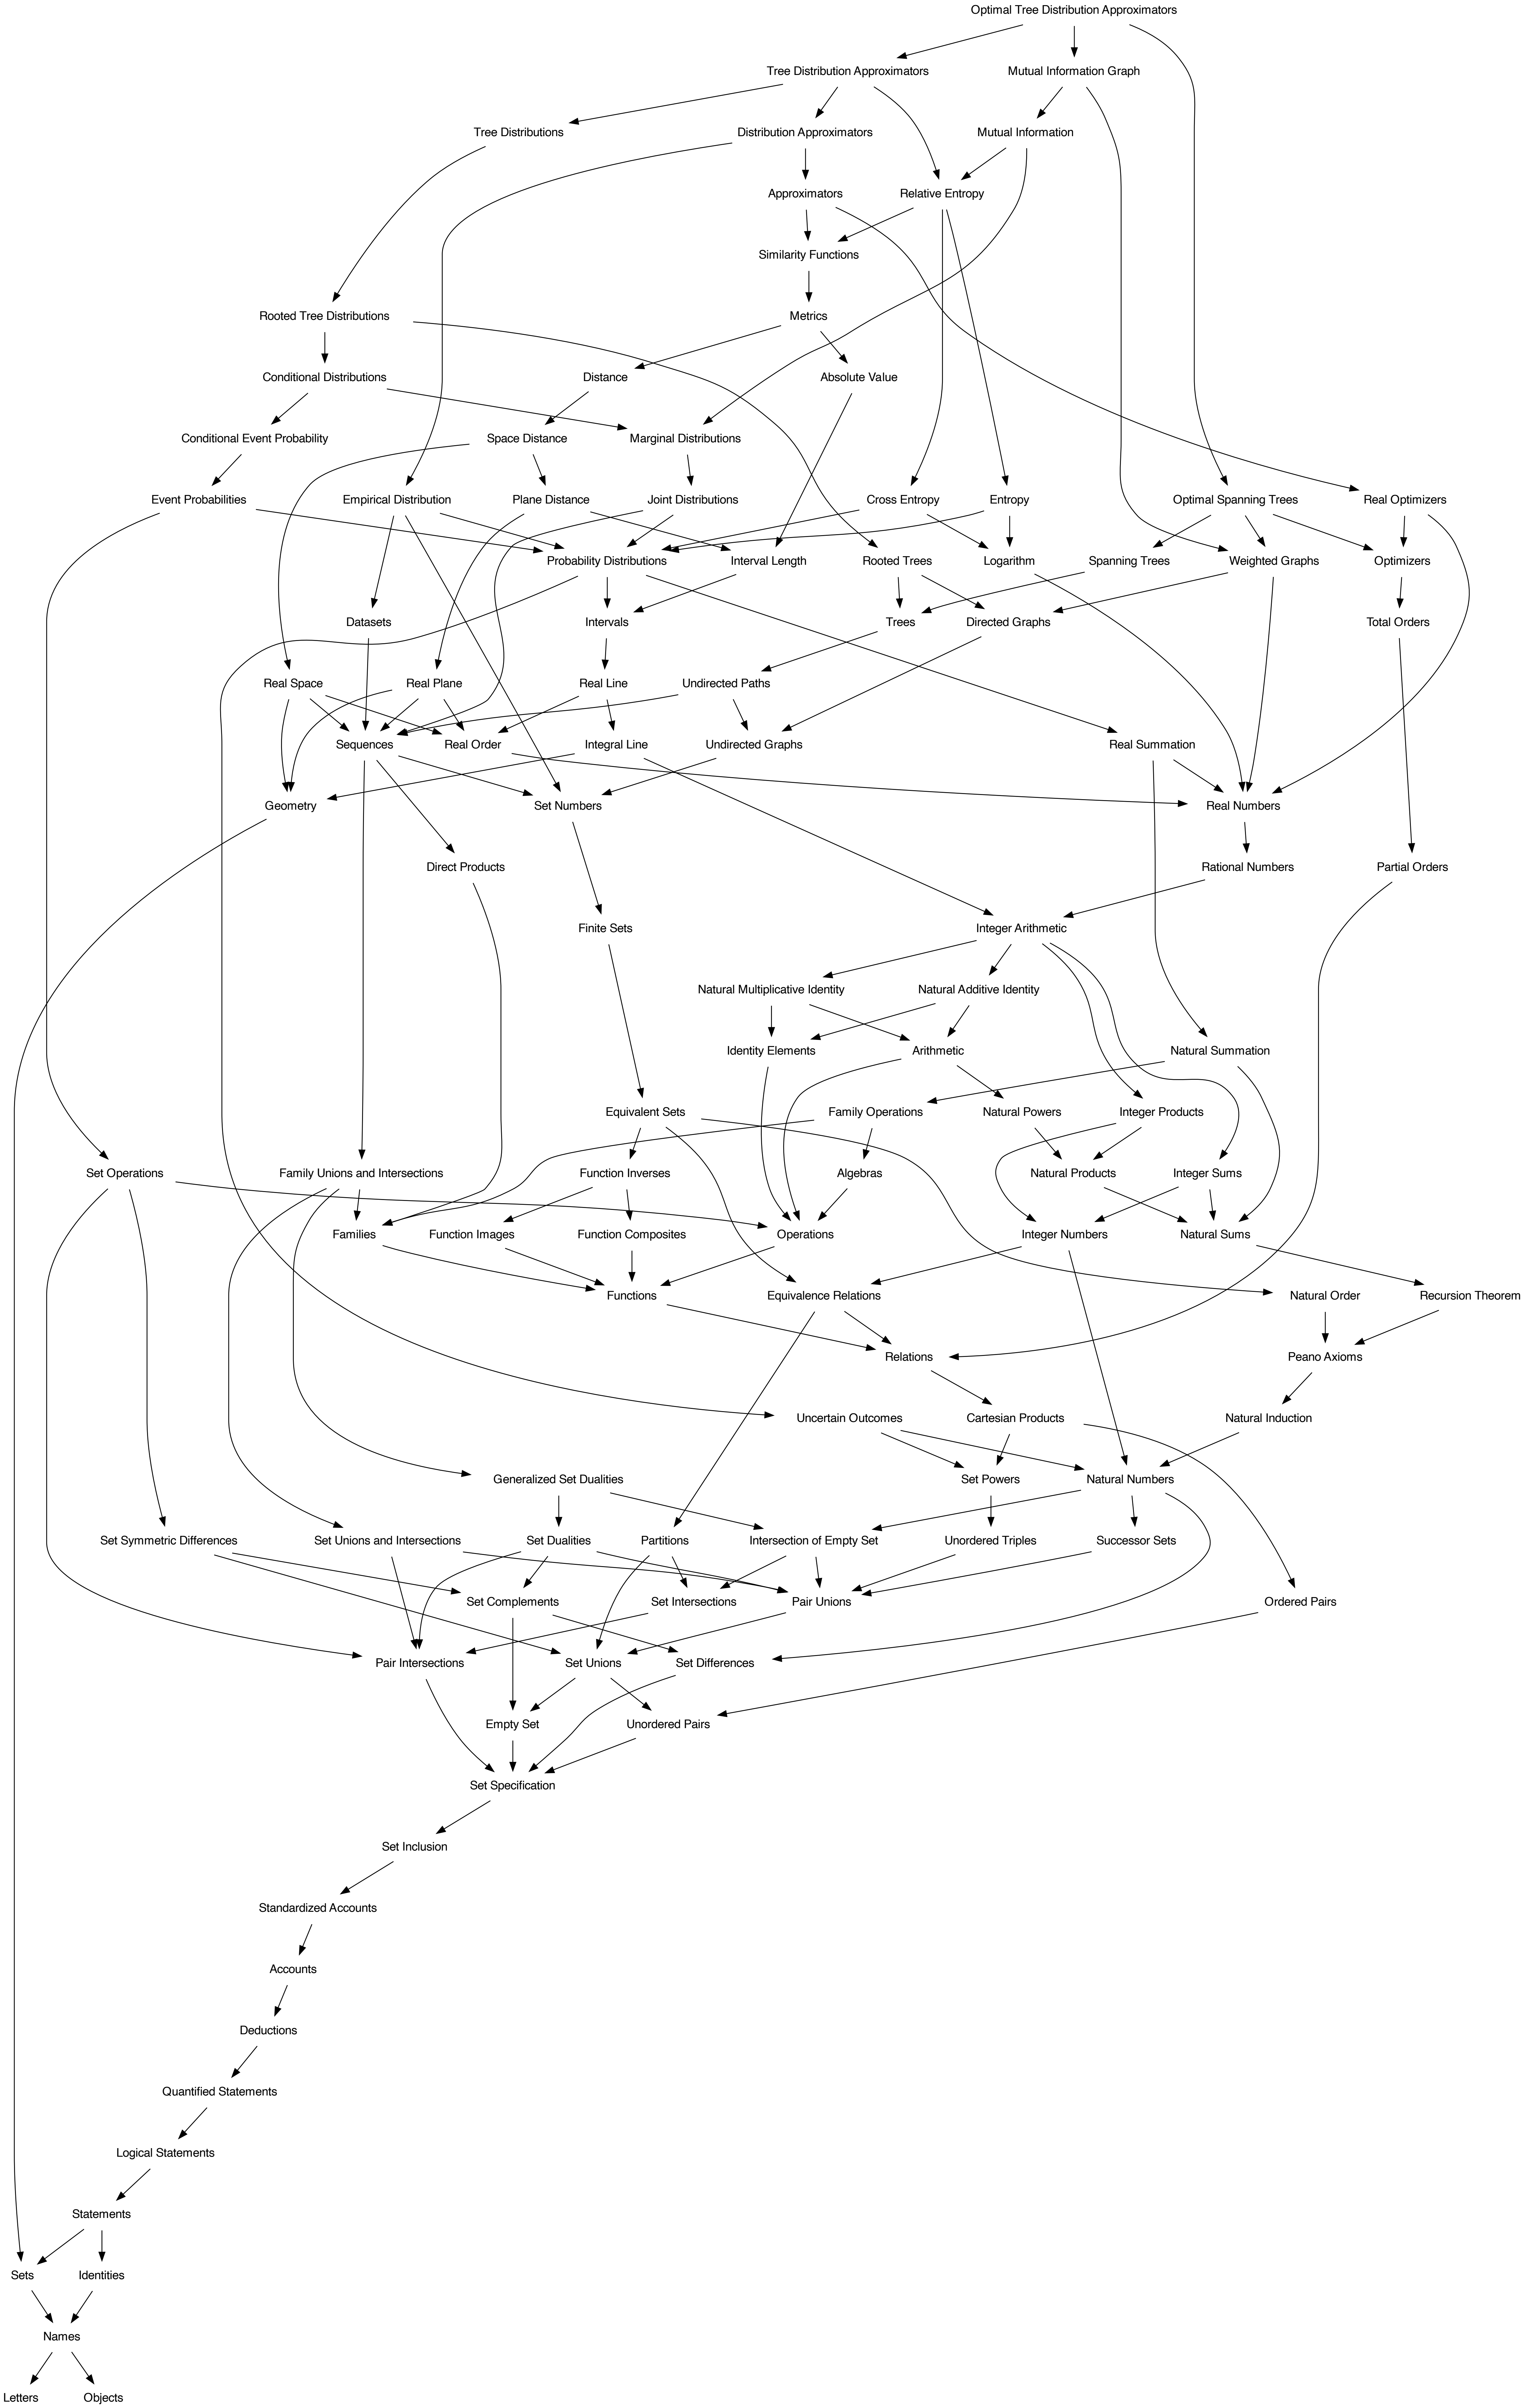 Optimal Tree Distribution Approximators
Tree Distribution Approximators
Mutual Information Graph
Tree Distributions
Distribution Approximators
Mutual Information
Approximators
Relative Entropy
Similarity Functions
Rooted Tree Distributions
Metrics
Conditional Distributions
Distance
Absolute Value
Conditional Event Probability
Space Distance
Marginal Distributions
Event Probabilities
Empirical Distribution
Plane Distance
Joint Distributions
Cross Entropy
Entropy
Optimal Spanning Trees
Real Optimizers
Probability Distributions
Interval Length
Rooted Trees
Logarithm
Spanning Trees
Weighted Graphs
Optimizers
Datasets
Intervals
Trees
Directed Graphs
Total Orders
Real Space
Real Plane
Real Line
Undirected Paths
Sequences
Real Order
Integral Line
Undirected Graphs
Real Summation
Geometry
Set Numbers
Real Numbers
Direct Products
Rational Numbers
Partial Orders
Finite Sets
Integer Arithmetic
Natural Multiplicative Identity
Natural Additive Identity
Identity Elements
Arithmetic
Natural Summation
Equivalent Sets
Family Operations
Natural Powers
Integer Products
Set Operations
Family Unions and Intersections
Function Inverses
Algebras
Natural Products
Integer Sums
Families
Function Images
Function Composites
Operations
Integer Numbers
Natural Sums
Functions
Equivalence Relations
Natural Order
Recursion Theorem
Relations
Peano Axioms
Uncertain Outcomes
Cartesian Products
Natural Induction
Generalized Set Dualities
Set Powers
Natural Numbers
Set Symmetric Differences
Set Unions and Intersections
Set Dualities
Partitions
Intersection of Empty Set
Unordered Triples
Successor Sets
Set Complements
Set Intersections
Pair Unions
Ordered Pairs
Pair Intersections
Set Unions
Set Differences
Empty Set
Unordered Pairs
Set Specification
Set Inclusion
Standardized Accounts
Accounts
Deductions
Quantified Statements
Logical Statements
Statements
Sets
Identities
Names
Letters
Objects